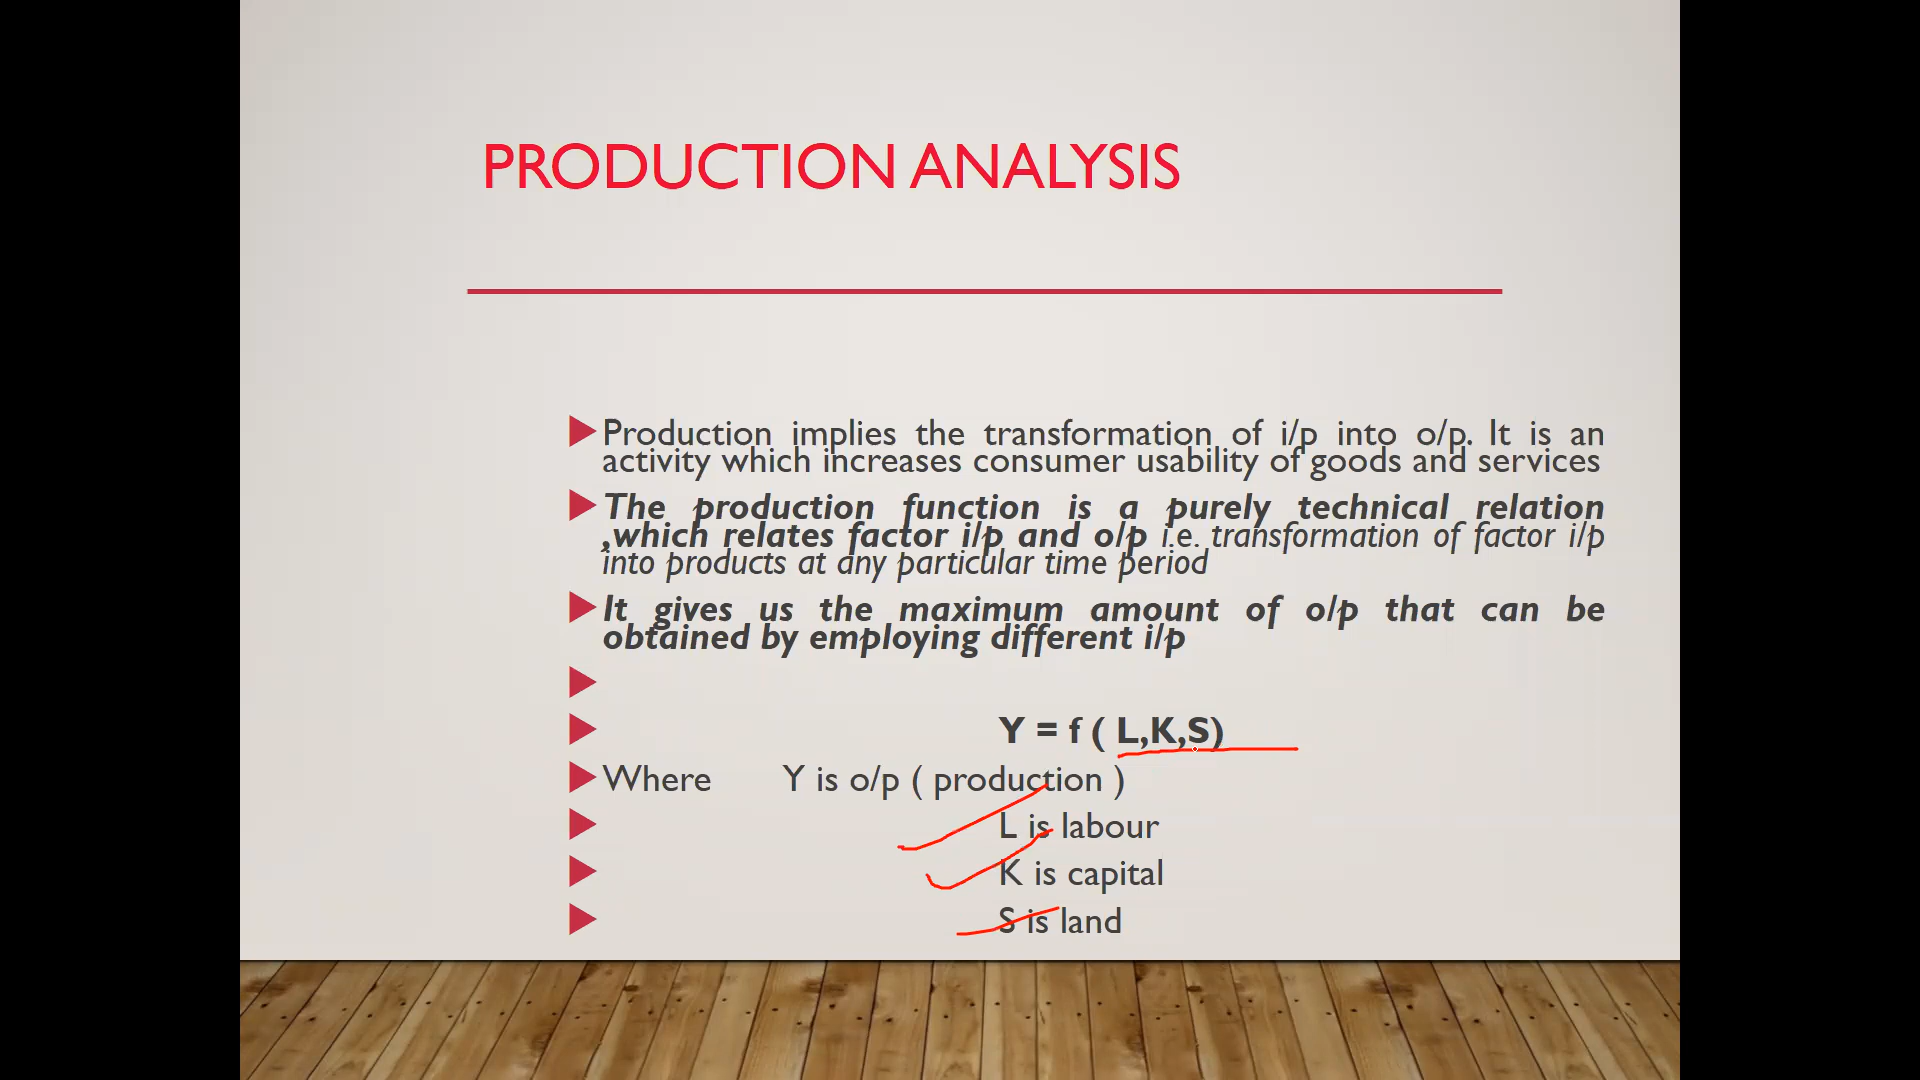 PRODUCTION ANALYSIS
Production implies the transformation of i/p into o/p. It is an
activity which increases consumer usability of goods and services
The production function is a purely technical relation
,which relates factor i/p and o/p i.e. transformation of factor i/p
into products at any particular time period
It gives us the maximum amount of o/p that can be
obtained by employing different i/p
Y = f ( L,K,S)
Where Y is o/p ( production )
L is labour
K is capital
S is land